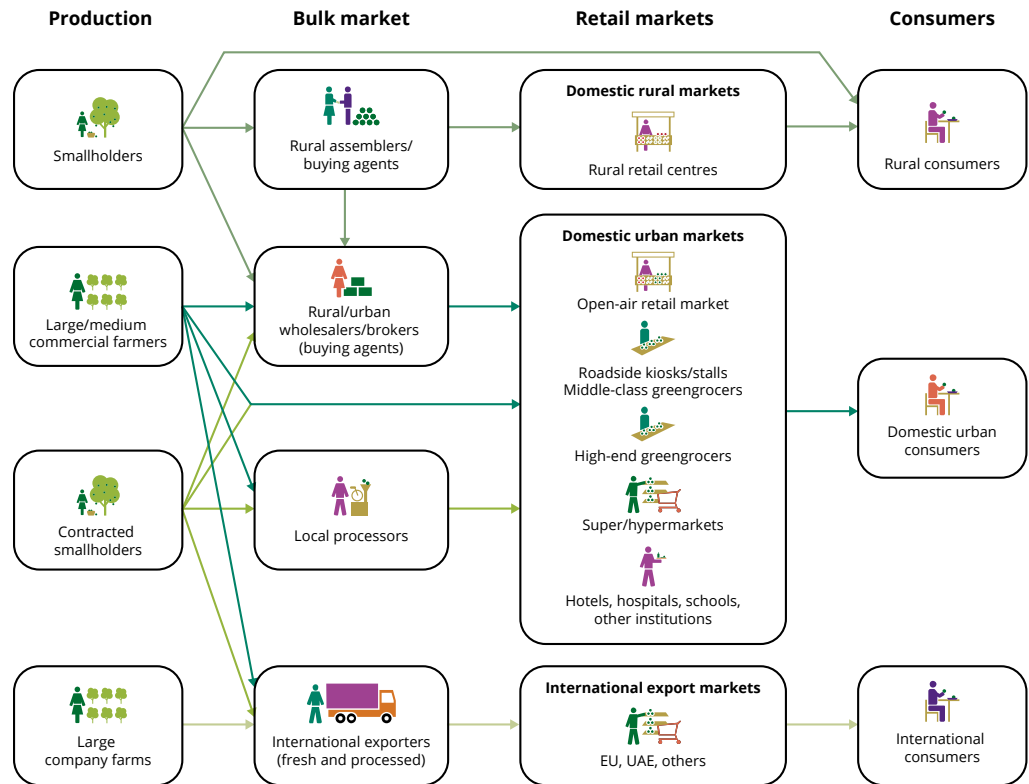 Production
Bulk market
Retail markets
Consumers
Smallholders
Rural assemblers/
buying agents
Domestic rural markets
Rural retail centres
Rural consumers
Large/medium
commercial farmers
Rural/urban
wholesalers/brokers
(buying agents)
Domestic urban markets
Open-air retail market
Roadside kiosks/stalls
Middle-class greengrocers
High-end greengrocers
Super/hypermarkets
Hotels, hospitals, schools,
other institutions
Domestic urban
consumers
Contracted
smallholders
Local processors
Large
company farms
International exporters
(fresh and processed)
International export markets
EU, UAE, others
International
consumers